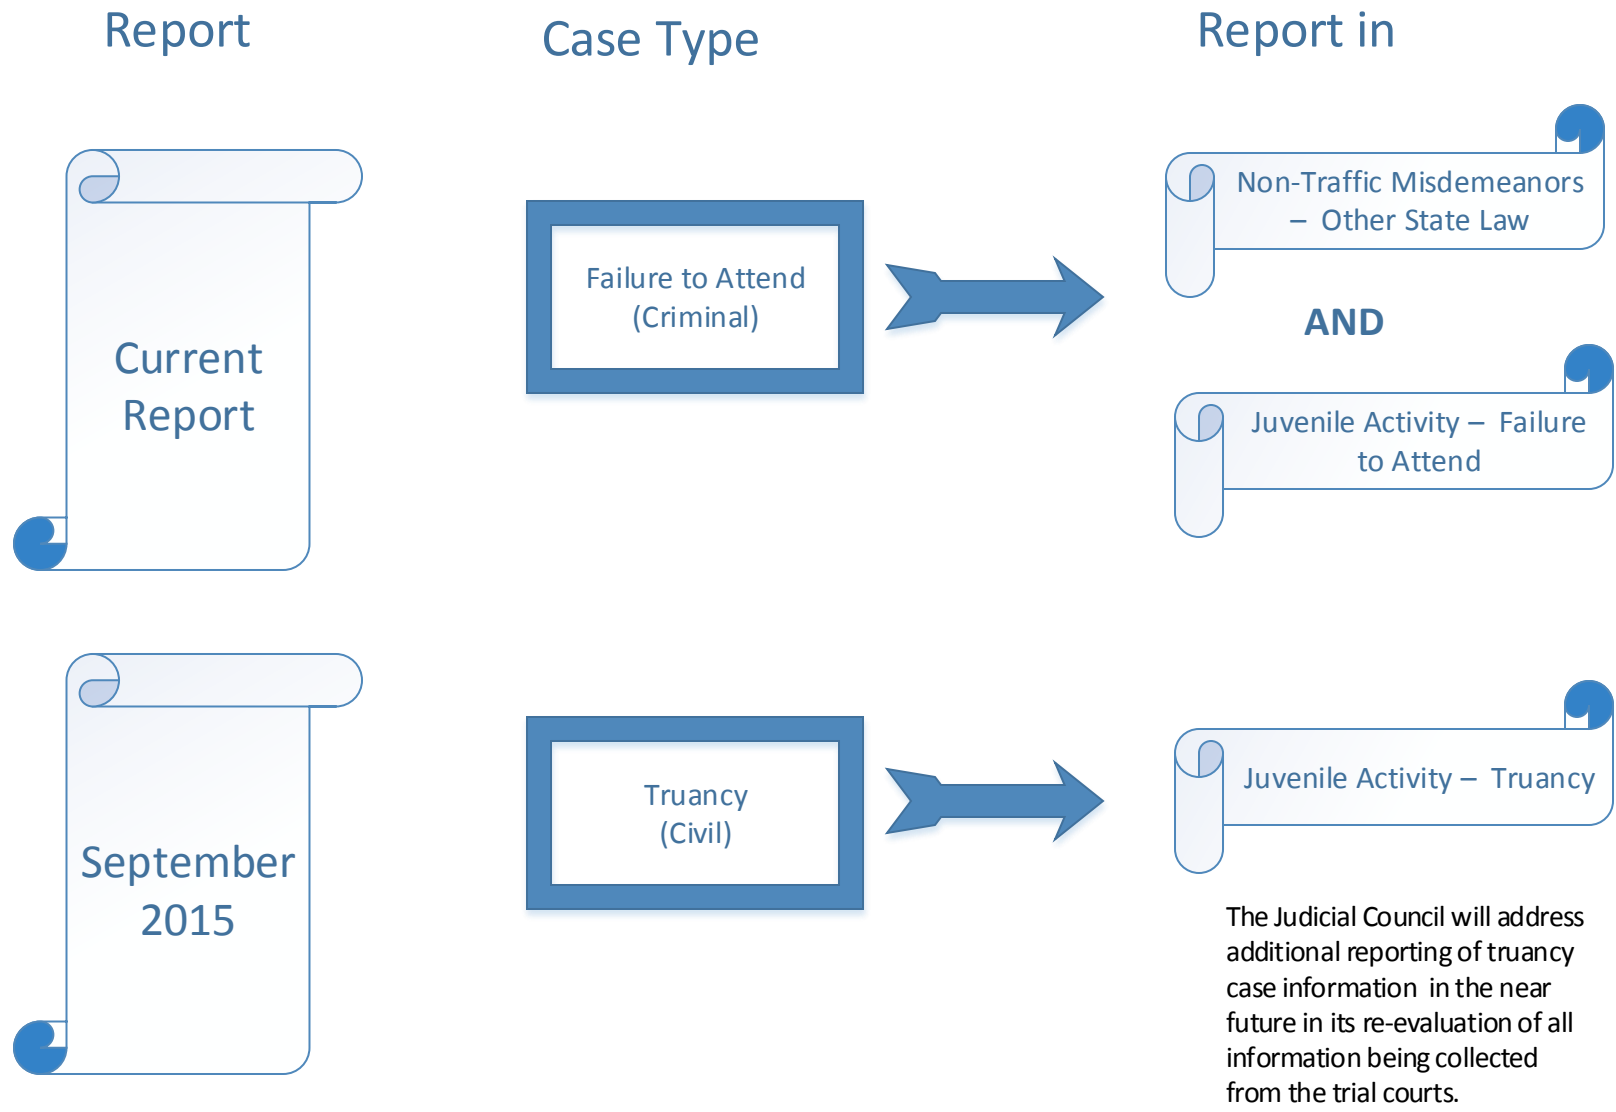 Report
Case Type
Report in
Current
Report
Failure to Attend
(Criminal)
Non-Traffic Misdemeanors
– Other State Law
AND
Juvenile Activity – Failure
to Attend
September
2015
Truancy
(Civil)
Juvenile Activity – Truancy
The Judicial Council will address
additional reporting of truancy
case information in the near
future in its re-evaluation of all
information being collected
from the trial courts.